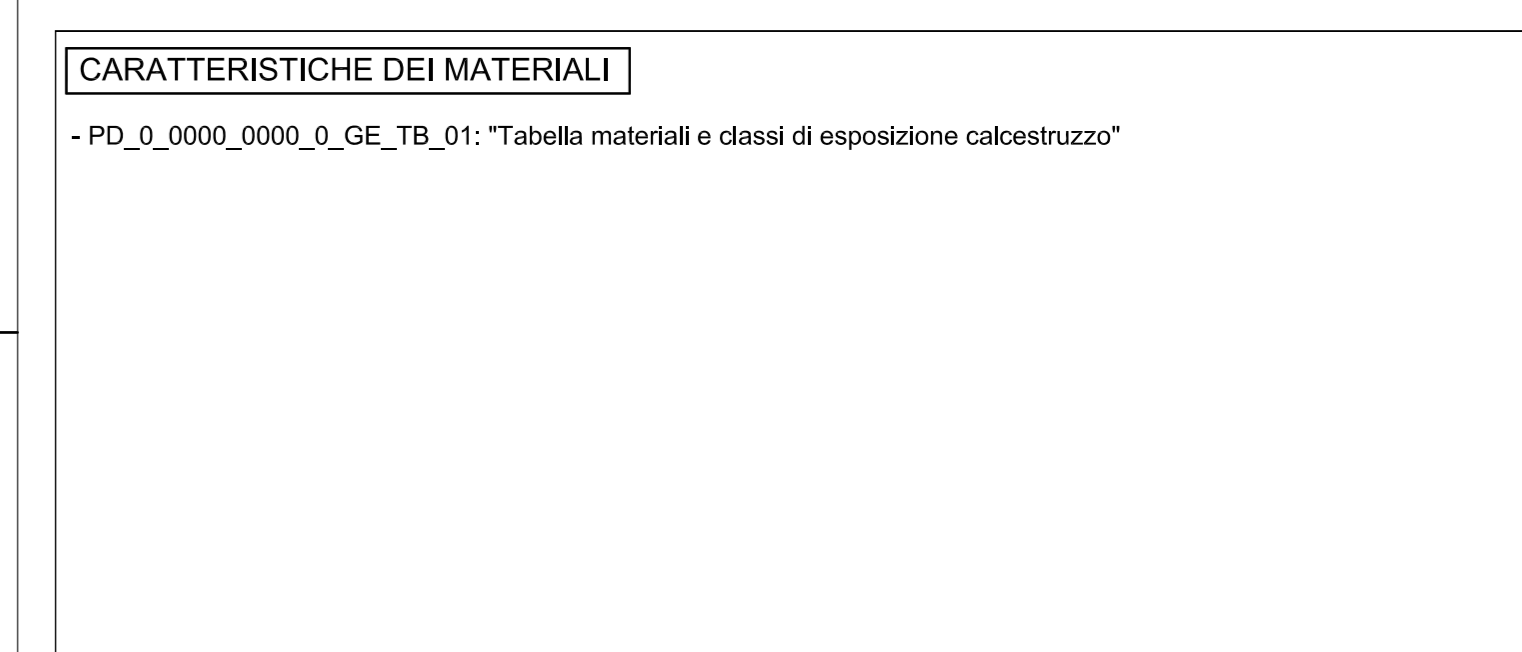 CARATTERISTICHE DEI MATERIALI
- PD_0_0000_0000_0_GE_TB_01: "Tabella materiali e classi di esposizione calcestruzzo"